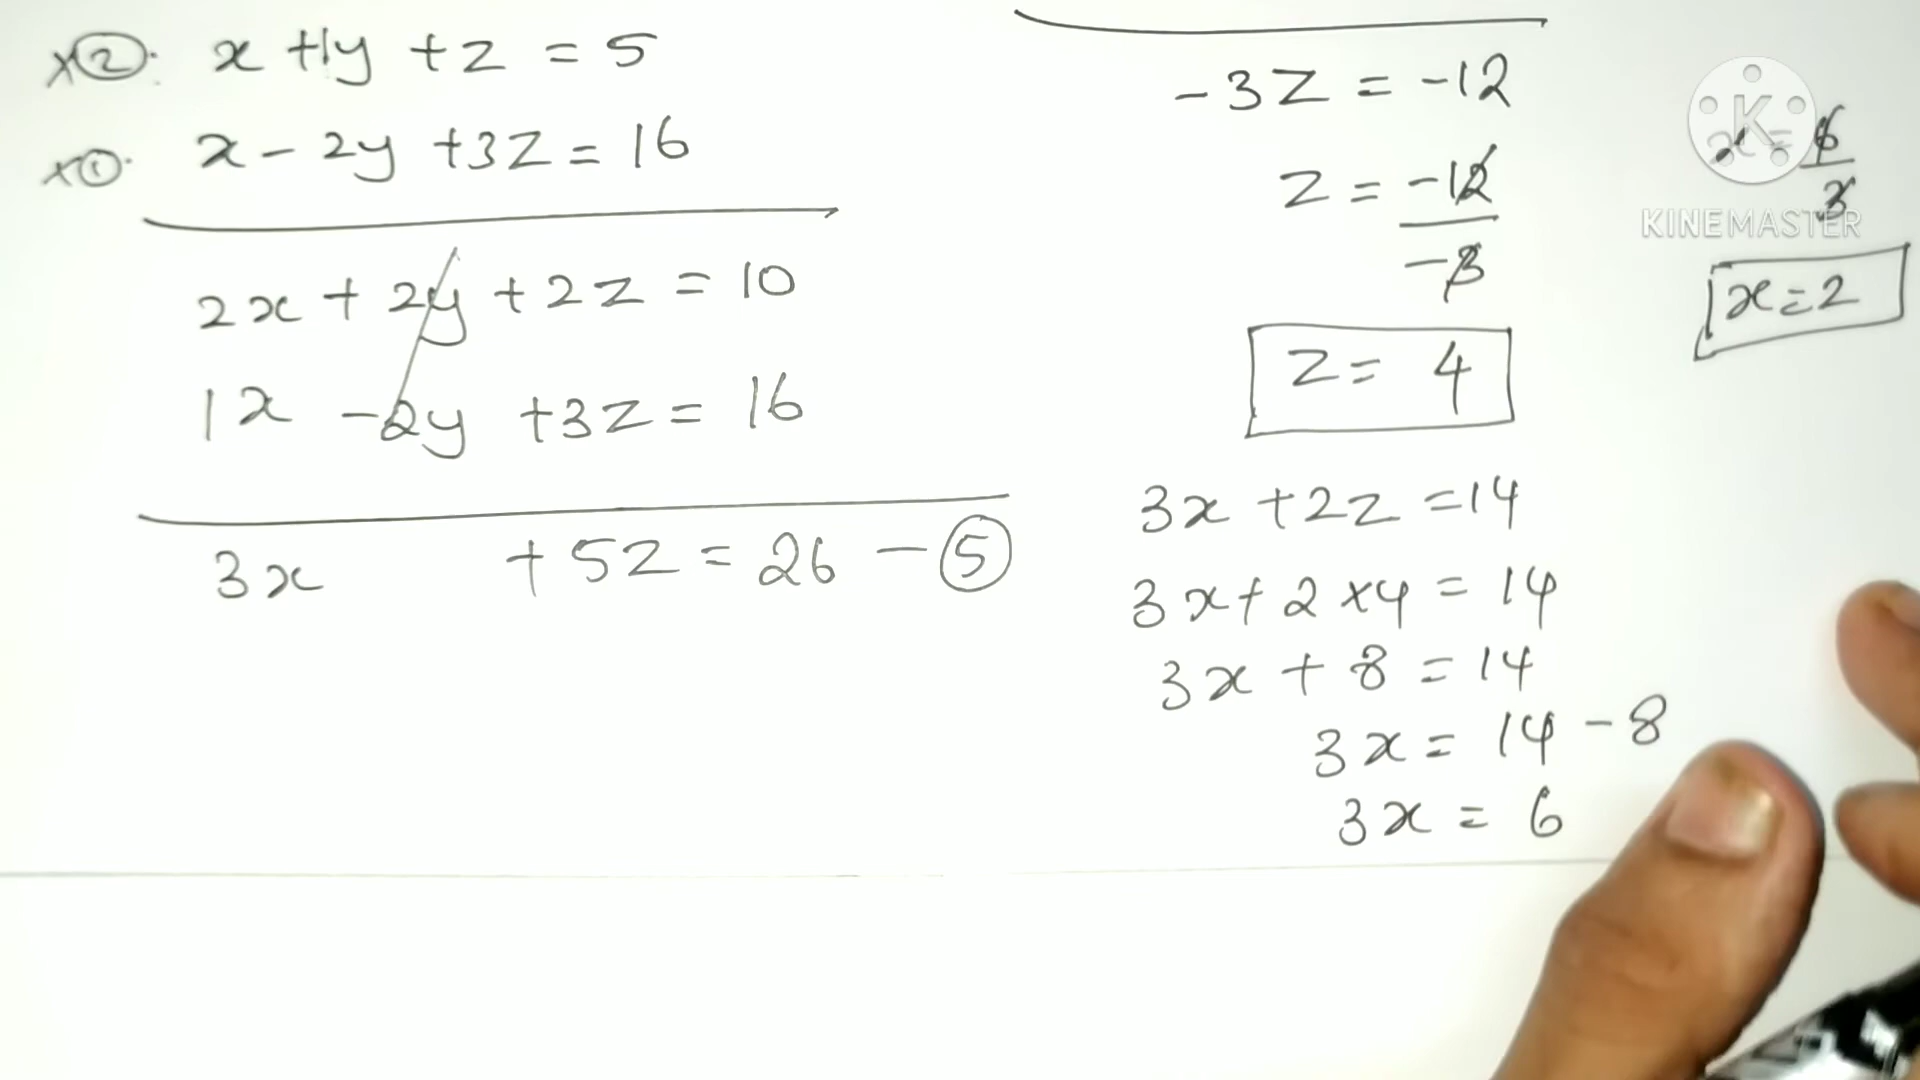 ×② x +1y +z = 5
×① x - 2y +3z = 16
2x + 2y + 2z = 10
1x -2y +3z = 16
3x + 5z = 26 - ⑤
-3z = -12
z = -12
-3
z = 4
3x +2z =14
3x + 2 ×4 = 14
3x + 8 = 14
3x = 14 - 8
3x = 6
x = 6
3
x = 2
K
KINEMASTER